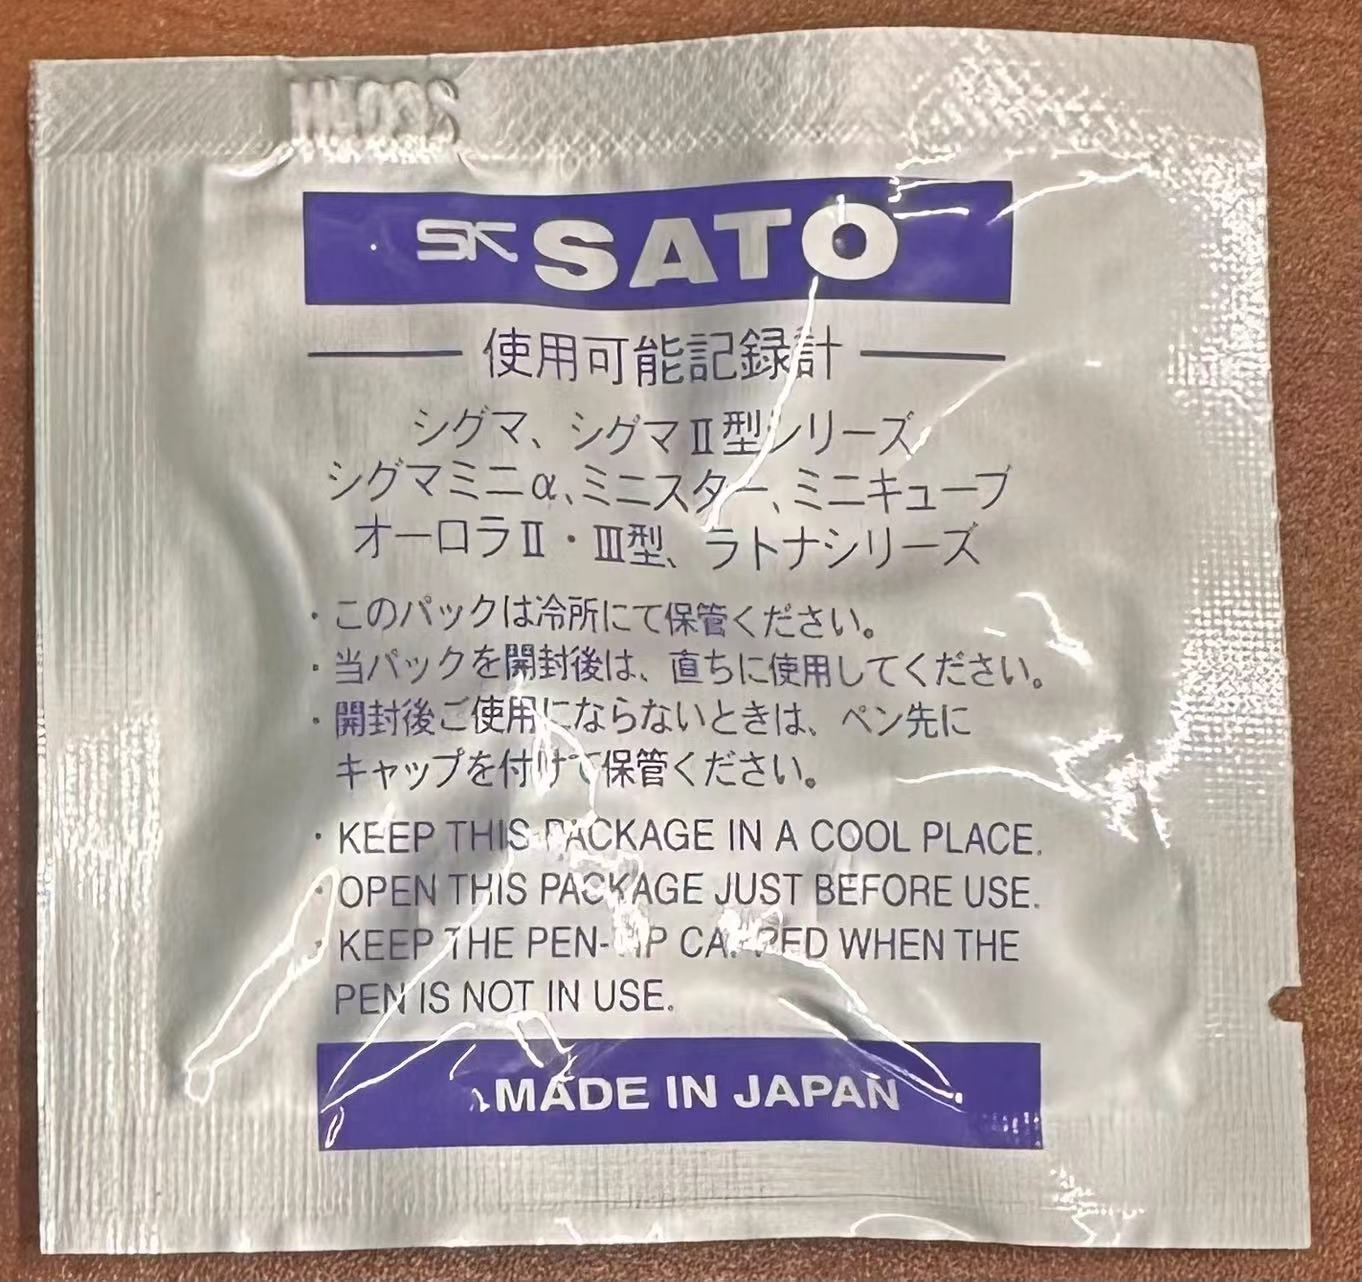 SK SATO
使用可能記録計
シグマ、シグマⅡ型シリーズ
シグマミニα、ミニスター、ミニキューブ
オーロラⅡ・Ⅲ型、ラトナシリーズ
・このパックは冷所にて保管ください。
・当パックを開封後は、直ちに使用してください。
・開封後ご使用にならないときは、ペン先に
キャップを付けて保管ください。
・KEEP THIS PACKAGE IN A COOL PLACE.
・OPEN THIS PACKAGE JUST BEFORE USE.
・KEEP THE PEN-TIP CAPPED WHEN THE
PEN IS NOT IN USE.
MADE IN JAPAN